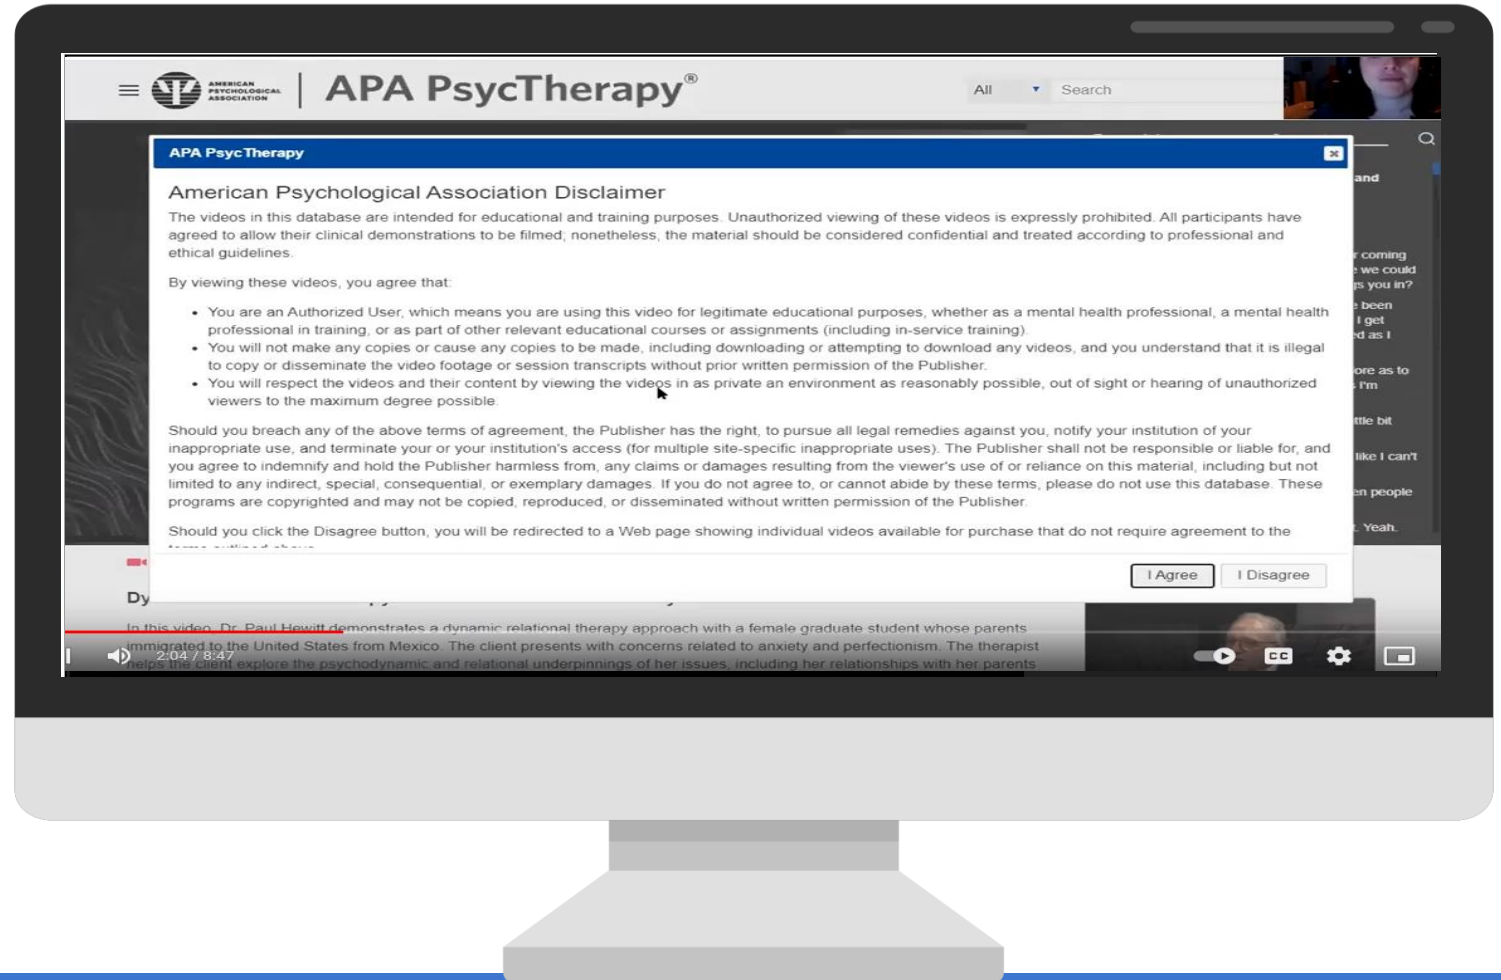 AMERICAN
PSYCHOLOGICAL
ASSOCIATION
APA PsycTherapy®
All
Search
APA PsycTherapy
American Psychological Association Disclaimer
The videos in this database are intended for educational and training purposes. Unauthorized viewing of these videos is expressly prohibited. All participants have
agreed to allow their clinical demonstrations to be filmed; nonetheless, the material should be considered confidential and treated according to professional and
ethical guidelines.
By viewing these videos, you agree that:
• You are an Authorized User, which means you are using this video for legitimate educational purposes, whether as a mental health professional, a mental health
professional in training, or as part of other relevant educational courses or assignments (including in-service training).
• You will not make any copies or cause any copies to be made, including downloading or attempting to download any videos, and you understand that it is illegal
to copy or disseminate the video footage or session transcripts without prior written permission of the Publisher.
• You will respect the videos and their content by viewing the videos in as private an environment as reasonably possible, out of sight or hearing of unauthorized
viewers to the maximum degree possible.
Should you breach any of the above terms of agreement, the Publisher has the right, to pursue all legal remedies against you, notify your institution of your
inappropriate use, and terminate your or your institution's access (for multiple site-specific inappropriate uses). The Publisher shall not be responsible or liable for, and
you agree to indemnify and hold the Publisher harmless from, any claims or damages resulting from the viewer's use of or reliance on this material, including but not
limited to any indirect, special, consequential, or exemplary damages. If you do not agree to, or cannot abide by these terms, please do not use this database. These
programs are copyrighted and may not be copied, reproduced, or disseminated without written permission of the Publisher.
Should you click the Disagree button, you will be redirected to a Web page showing individual videos available for purchase that do not require agreement to the
I Agree
I Disagree
and
coming
we could
you in?
been
I get
as I
as to
I'm
bit
like I can't
people
Yeah.
Dy
In this video, Dr. Paul Hewitt demonstrates a dynamic relational therapy approach with a female graduate student whose parents
immigrated to the United States from Mexico. The client presents with concerns related to anxiety and perfectionism. The therapist
helps the client explore the psychodynamic and relational underpinnings of her issues, including her relationships with her parents
2:04 / 8:47
CC